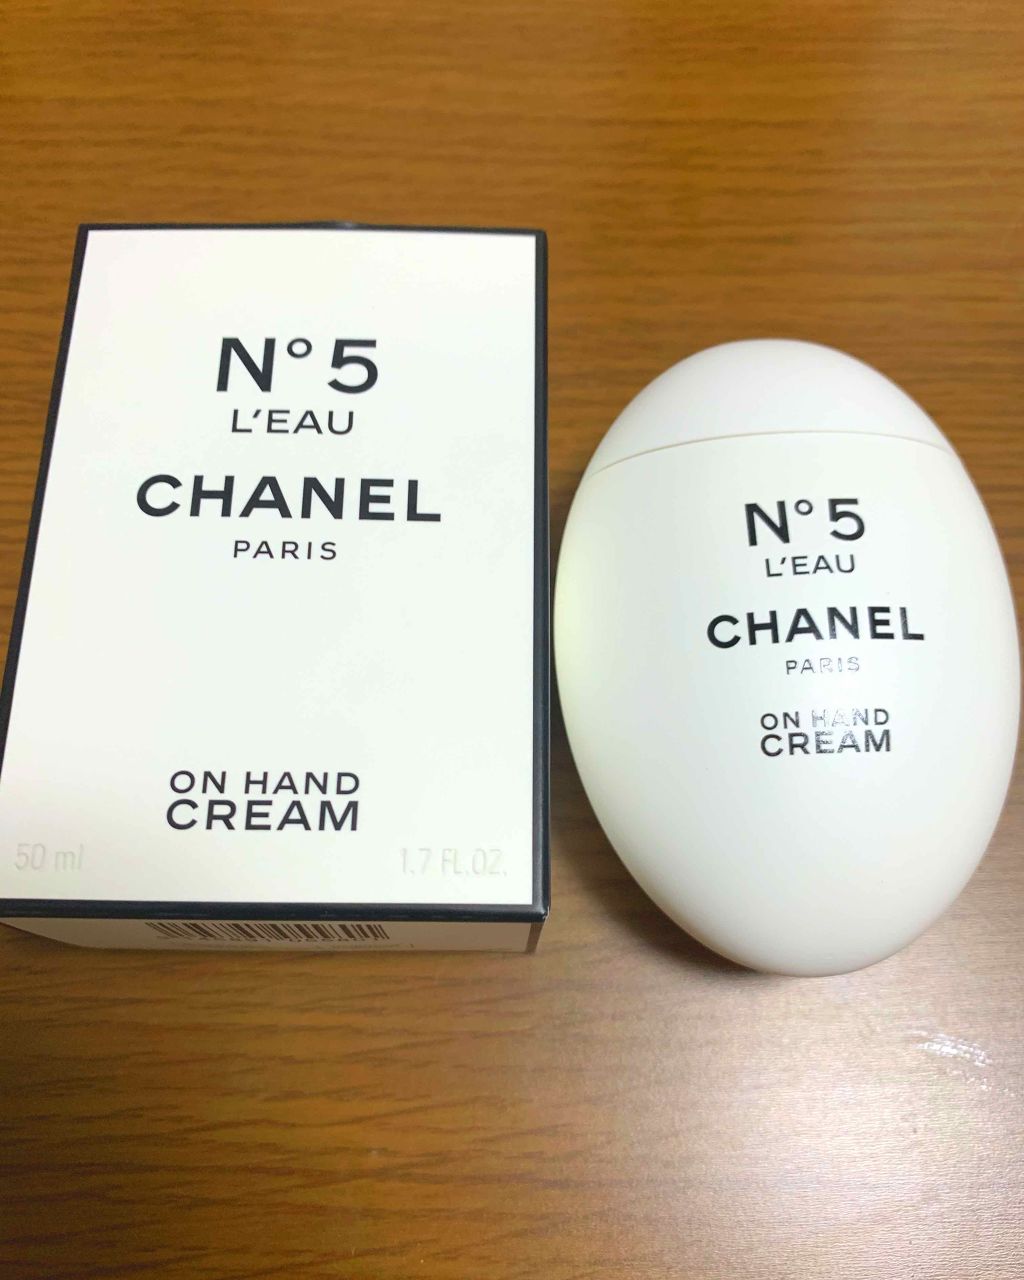 N° 5
L'EAU
CHANEL
PARIS
ON HAND
CREAM
50 ml
1.7 FL.OZ.
N° 5
L'EAU
CHANEL
PARIS
ON HAND
CREAM